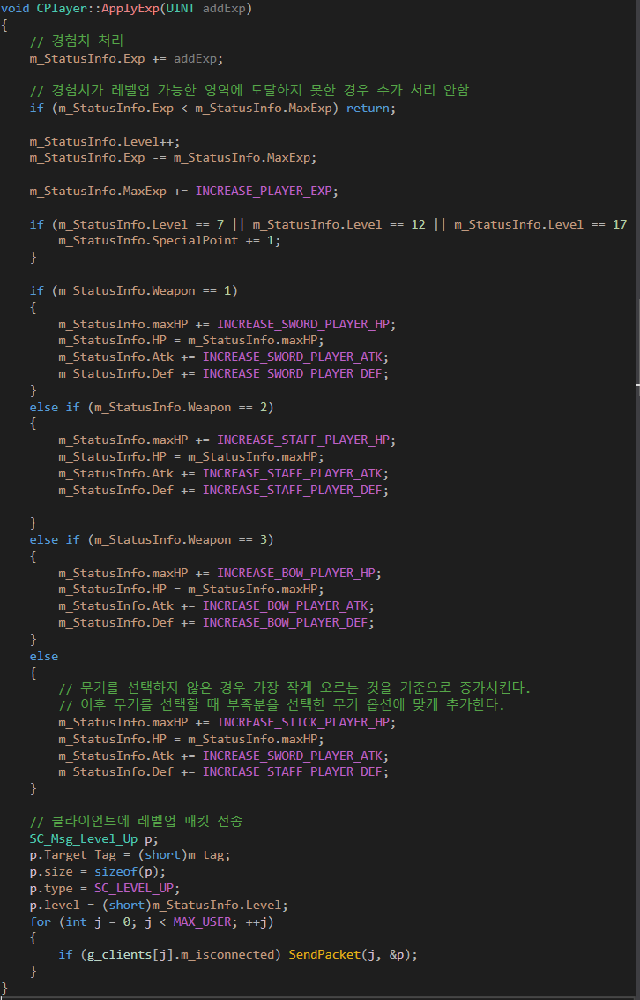 void CPlayer::ApplyExp(UINT addExp)
{
    // 경험치 처리
    m_StatusInfo.Exp += addExp;

    // 경험치가 레벨업 가능한 영역에 도달하지 못한 경우 추가 처리 안함
    if (m_StatusInfo.Exp < m_StatusInfo.MaxExp) return;

    m_StatusInfo.Level++;
    m_StatusInfo.Exp -= m_StatusInfo.MaxExp;

    m_StatusInfo.MaxExp += INCREASE_PLAYER_EXP;

    if (m_StatusInfo.Level == 7 || m_StatusInfo.Level == 12 || m_StatusInfo.Level == 17
        m_StatusInfo.SpecialPoint += 1;
    }

    if (m_StatusInfo.Weapon == 1)
    {
        m_StatusInfo.maxHP += INCREASE_SWORD_PLAYER_HP;
        m_StatusInfo.HP = m_StatusInfo.maxHP;
        m_StatusInfo.Atk += INCREASE_SWORD_PLAYER_ATK;
        m_StatusInfo.Def += INCREASE_SWORD_PLAYER_DEF;
    }
    else if (m_StatusInfo.Weapon == 2)
    {
        m_StatusInfo.maxHP += INCREASE_STAFF_PLAYER_HP;
        m_StatusInfo.HP = m_StatusInfo.maxHP;
        m_StatusInfo.Atk += INCREASE_STAFF_PLAYER_ATK;
        m_StatusInfo.Def += INCREASE_STAFF_PLAYER_DEF;

    }
    else if (m_StatusInfo.Weapon == 3)
    {
        m_StatusInfo.maxHP += INCREASE_BOW_PLAYER_HP;
        m_StatusInfo.HP = m_StatusInfo.maxHP;
        m_StatusInfo.Atk += INCREASE_BOW_PLAYER_ATK;
        m_StatusInfo.Def += INCREASE_BOW_PLAYER_DEF;
    }
    else
    {
        // 무기를 선택하지 않은 경우 가장 작게 오르는 것을 기준으로 증가시킨다.
        // 이후 무기를 선택할 때 부족분을 선택한 무기 옵션에 맞게 추가한다.
        m_StatusInfo.maxHP += INCREASE_STICK_PLAYER_HP;
        m_StatusInfo.HP = m_StatusInfo.maxHP;
        m_StatusInfo.Atk += INCREASE_SWORD_PLAYER_ATK;
        m_StatusInfo.Def += INCREASE_STAFF_PLAYER_DEF;
    }

    // 클라이언트에 레벨업 패킷 전송
    SC_Msg_Level_Up p;
    p.Target_Tag = (short)m_tag;
    p.size = sizeof(p);
    p.type = SC_LEVEL_UP;
    p.level = (short)m_StatusInfo.Level;
    for (int j = 0; j < MAX_USER; ++j)
    {
        if (g_clients[j].m_isconnected) SendPacket(j, &p);
    }
}